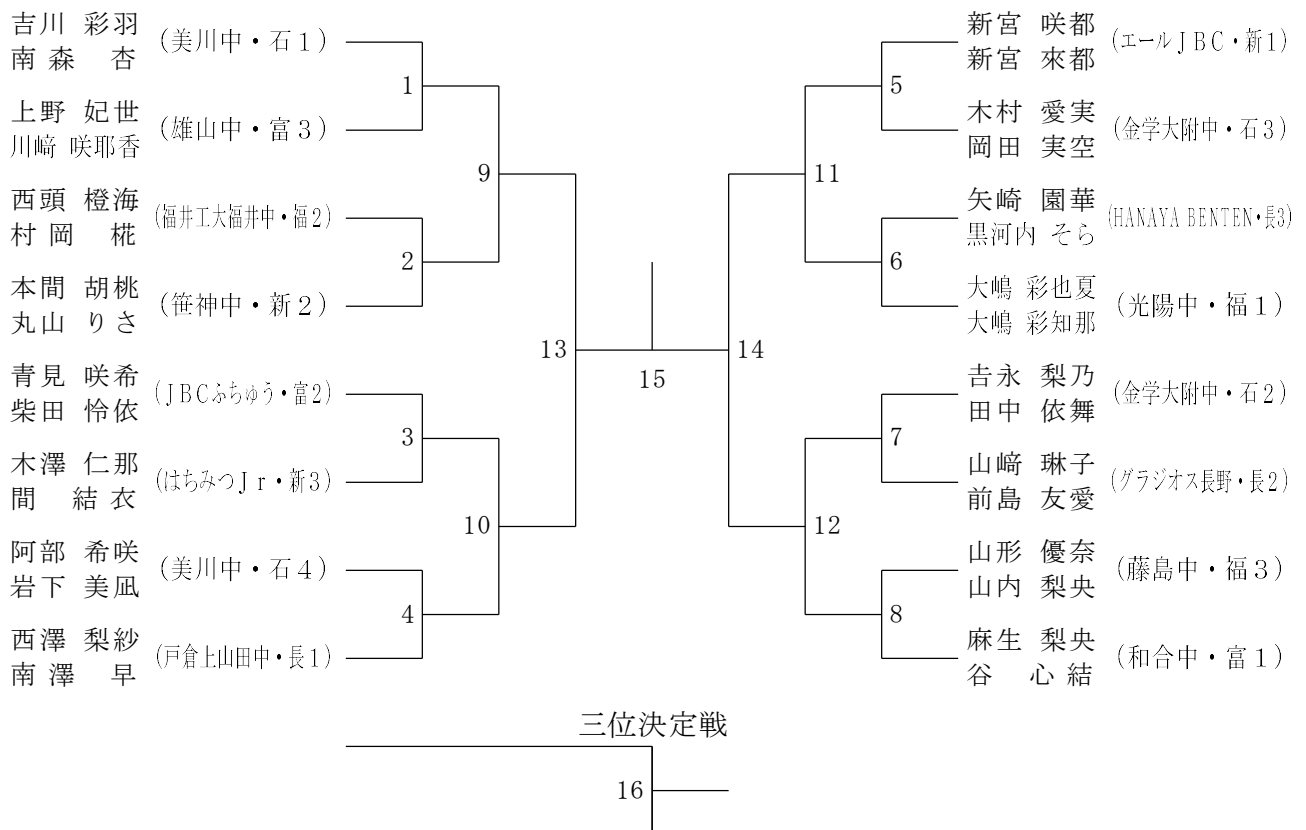 吉川 彩羽
南森 杏
(美川中・石1)
上野 妃世
川﨑 咲耶香
(雄山中・富3)
西頭 橙海
村岡 椛
(福井工大福井中・福2)
本間 胡桃
丸山 りさ
(笹神中・新2)
青見 咲希
柴田 怜依
(JBCふちゅう・富2)
木澤 仁那
間 結衣
(はちみつJr・新3)
阿部 希咲
岩下 美凪
(美川中・石4)
西澤 梨紗
南澤 早
(戸倉上山田中・長1)
1
2
3
4
9
10
13
15
14
11
12
5
6
7
8
新宮 咲都
新宮 來都
(エールJBC・新1)
木村 愛実
岡田 実空
(金学大附中・石3)
矢崎 園華
黒河内 そら
(HANAYA BENTEN・長3)
大嶋 彩也夏
大嶋 彩知那
(光陽中・福1)
𠮷永 梨乃
田中 依舞
(金学大附中・石2)
山﨑 琳子
前島 友愛
(グラジオス長野・長2)
山形 優奈
山内 梨央
(藤島中・福3)
麻生 梨央
谷 心結
(和合中・富1)
三位決定戦
16